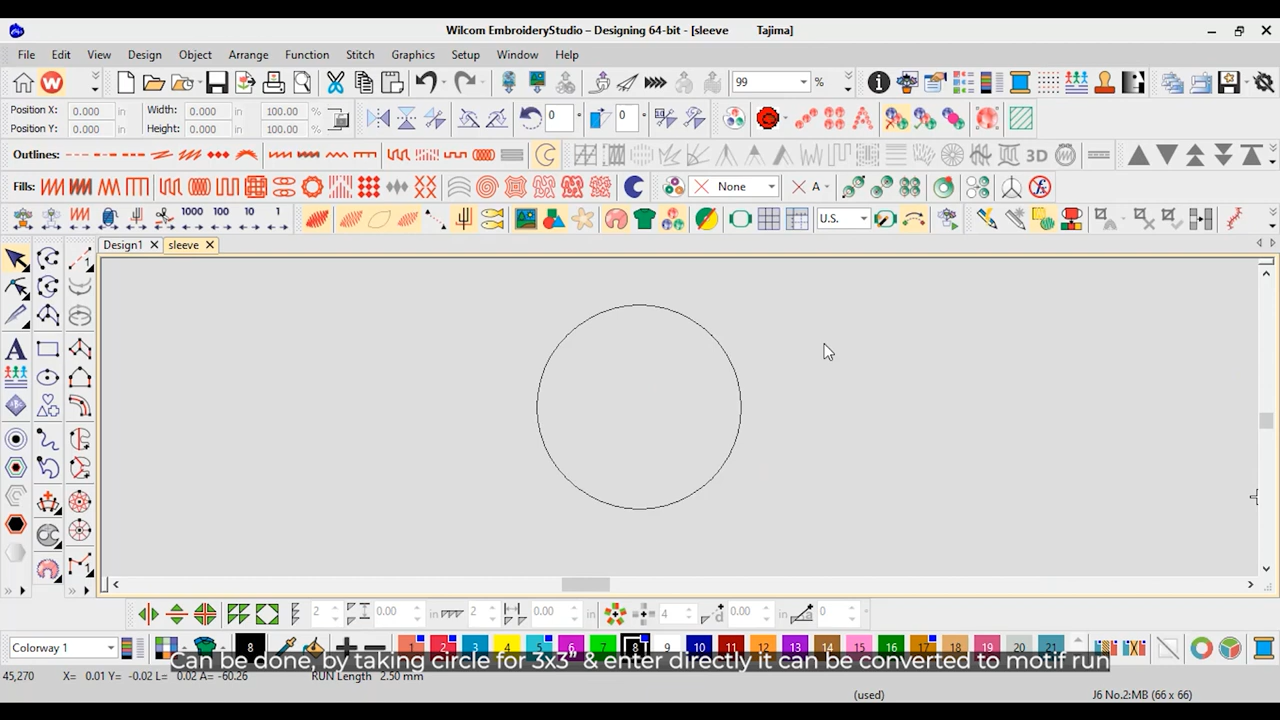 Wilcom EmbroideryStudio – Designing 64-bit - [sleeve Tajima]
File Edit View Design Object Arrange Function Stitch Graphics Setup Window Help
99 %
Position X: 0.000 in Width: 0.000 in 100.00 % 0 ° 0 °
Position Y: 0.000 in Height: 0.000 in 100.00 %
Outlines: 3D
Fills: None A
1000 100 10 1 U.S.
Design1 sleeve
1
A
2 0.00 in 2 0.00 in 4 0.00 in 0 °
Colorway 1 8 1 2 3 4 5 6 7 8 9 10 11 12 13 14 15 16 17 18 19 20 21
Can be done, by taking circle for 3x3” & enter directly it can be converted to motif run
45,270 X= 0.01 Y= -0.02 L= 0.02 A= -60.26 RUN Length 2.50 mm
(used) J6 No.2:MB (66 x 66)